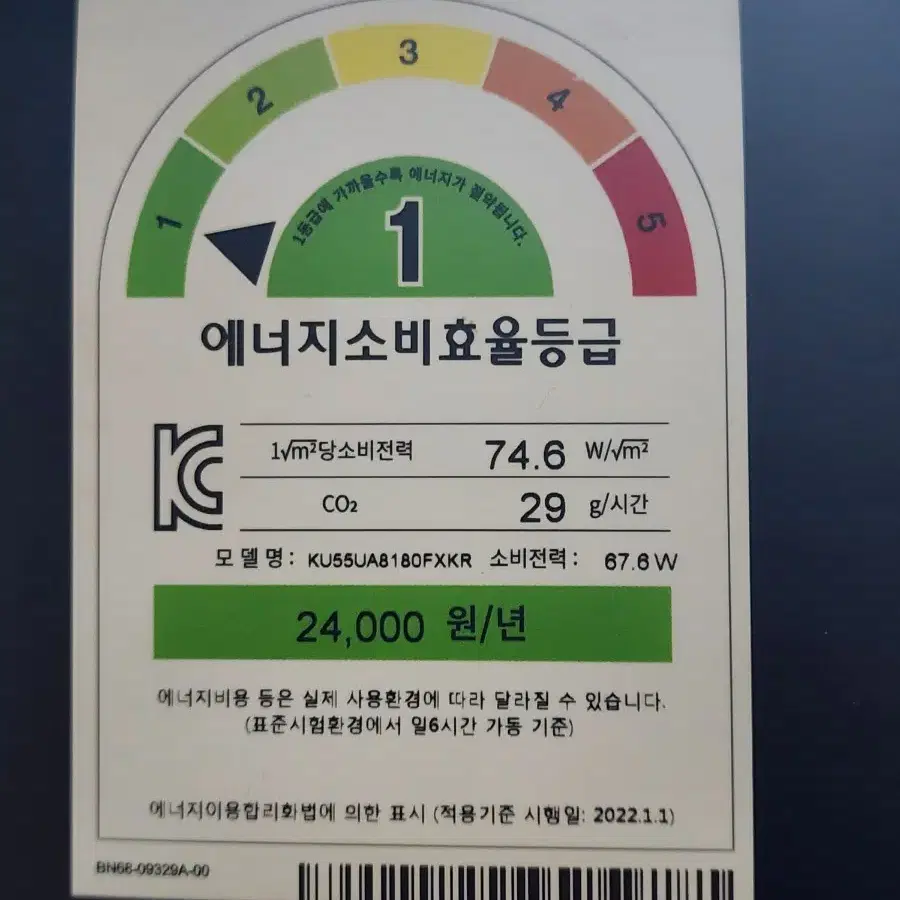 3
2
4
1
5
1등급에 가까울수록 에너지가 절약됩니다.
1
에너지소비효율등급
1√m²당소비전력 74.6 W/√m²
CO₂ 29 g/시간
모델명: KU55UA8180FXKR 소비전력: 67.6W
24,000 원/년
에너지비용 등은 실제 사용환경에 따라 달라질 수 있습니다.
(표준시험환경에서 일6시간 가동 기준)
에너지이용합리화법에 의한 표시 (적용기준 시행일: 2022.1.1)
BN68-09329A-00